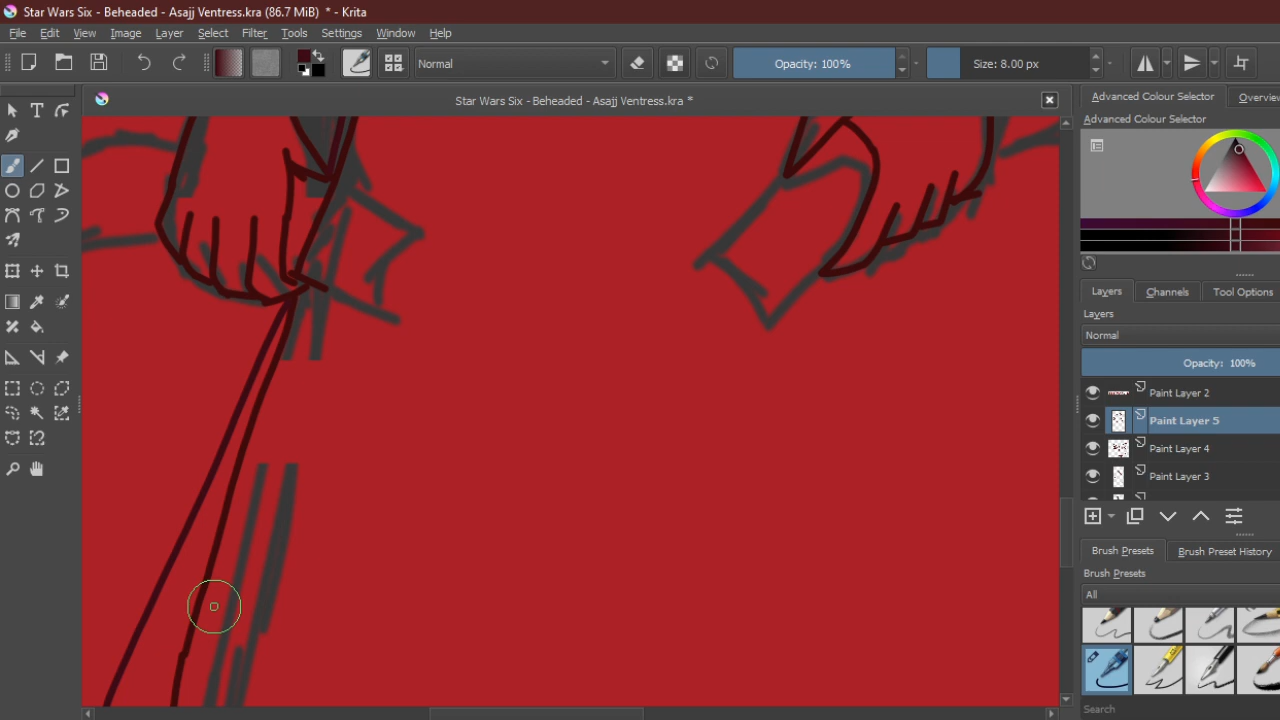 Star Wars Six - Beheaded - Asajj Ventress.kra (86.7 MiB) * - Krita
File Edit View Image Layer Select Filter Tools Settings Window Help
Normal Opacity: 100% Size: 8.00 px
Star Wars Six - Beheaded - Asajj Ventress.kra *
Advanced Colour Selector Overvie
Advanced Colour Selector
Layers Channels Tool Options
Layers
Normal
Opacity: 100%
Paint Layer 2
Paint Layer 5
Paint Layer 4
Paint Layer 3
Brush Presets Brush Preset History
Brush Presets
All
Search